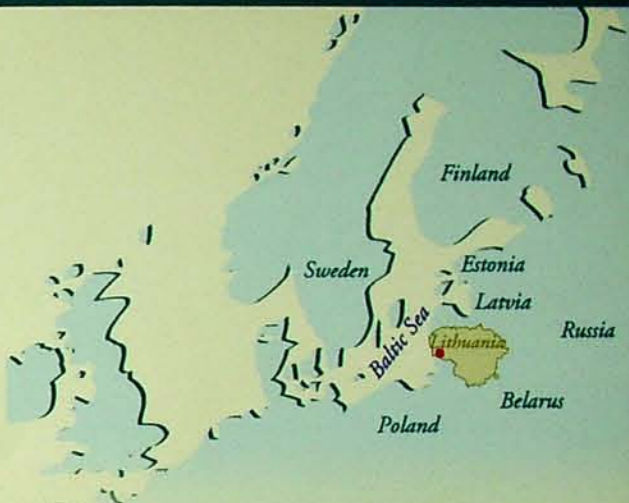 Finland
Sweden
Estonia
Latvia
Baltic Sea
Lithuania
Russia
Belarus
Poland